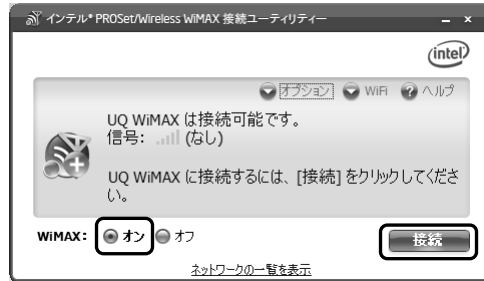 インテル® PROSet/Wireless WiMAX 接続ユーティリティー
intel
オプション WiFi ヘルプ
UQ WiMAX は接続可能です。
信号: (なし)
UQ WiMAX に接続するには、[接続] をクリックしてくださ
い。
WiMAX: オン オフ 接続
ネットワークの一覧を表示